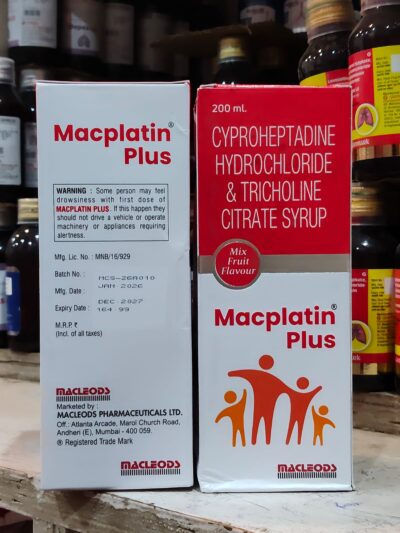 Macplatin®
Plus
WARNING : Some person may feel
drowsiness with first dose of
MACPLATIN PLUS. If this happen they
should not drive a vehicle or operate
machinery or appliances requiring
alertness.
Mfg. Lic. No. : MNB/16/929
Batch No. : MCS-26A010
Mfg. Date : JAN-2026
Expiry Date : DEC-2027
M.R.P ₹ 164.99
(Incl. of all taxes)
MACLEODS
Marketed by :
MACLEODS PHARMACEUTICALS LTD.
Off.: Atlanta Arcade, Marol Church Road,
Andheri (E), Mumbai - 400 059.
® Registered Trade Mark
MACLEODS
200 ml.
CYPROHEPTADINE
HYDROCHLORIDE
& TRICHOLINE
CITRATE SYRUP
Mix
Fruit
Flavour
Macplatin®
Plus
MACLEODS